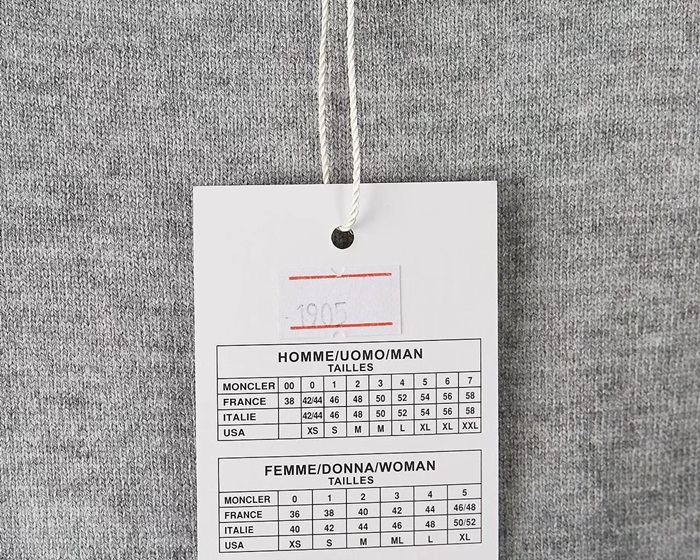 1905
HOMME/UOMO/MAN
TAILLES
MONCLER 00 0 1 2 3 4 5 6 7
FRANCE 38 42/44 46 48 50 52 54 56 58
ITALIE 42/44 46 48 50 52 54 56 58
USA XS S M M L XL XL XXL
FEMME/DONNA/WOMAN
TAILLES
MONCLER 0 1 2 3 4 5
FRANCE 36 38 40 42 44 46/48
ITALIE 40 42 44 46 48 50/52
USA XS S M ML L XL